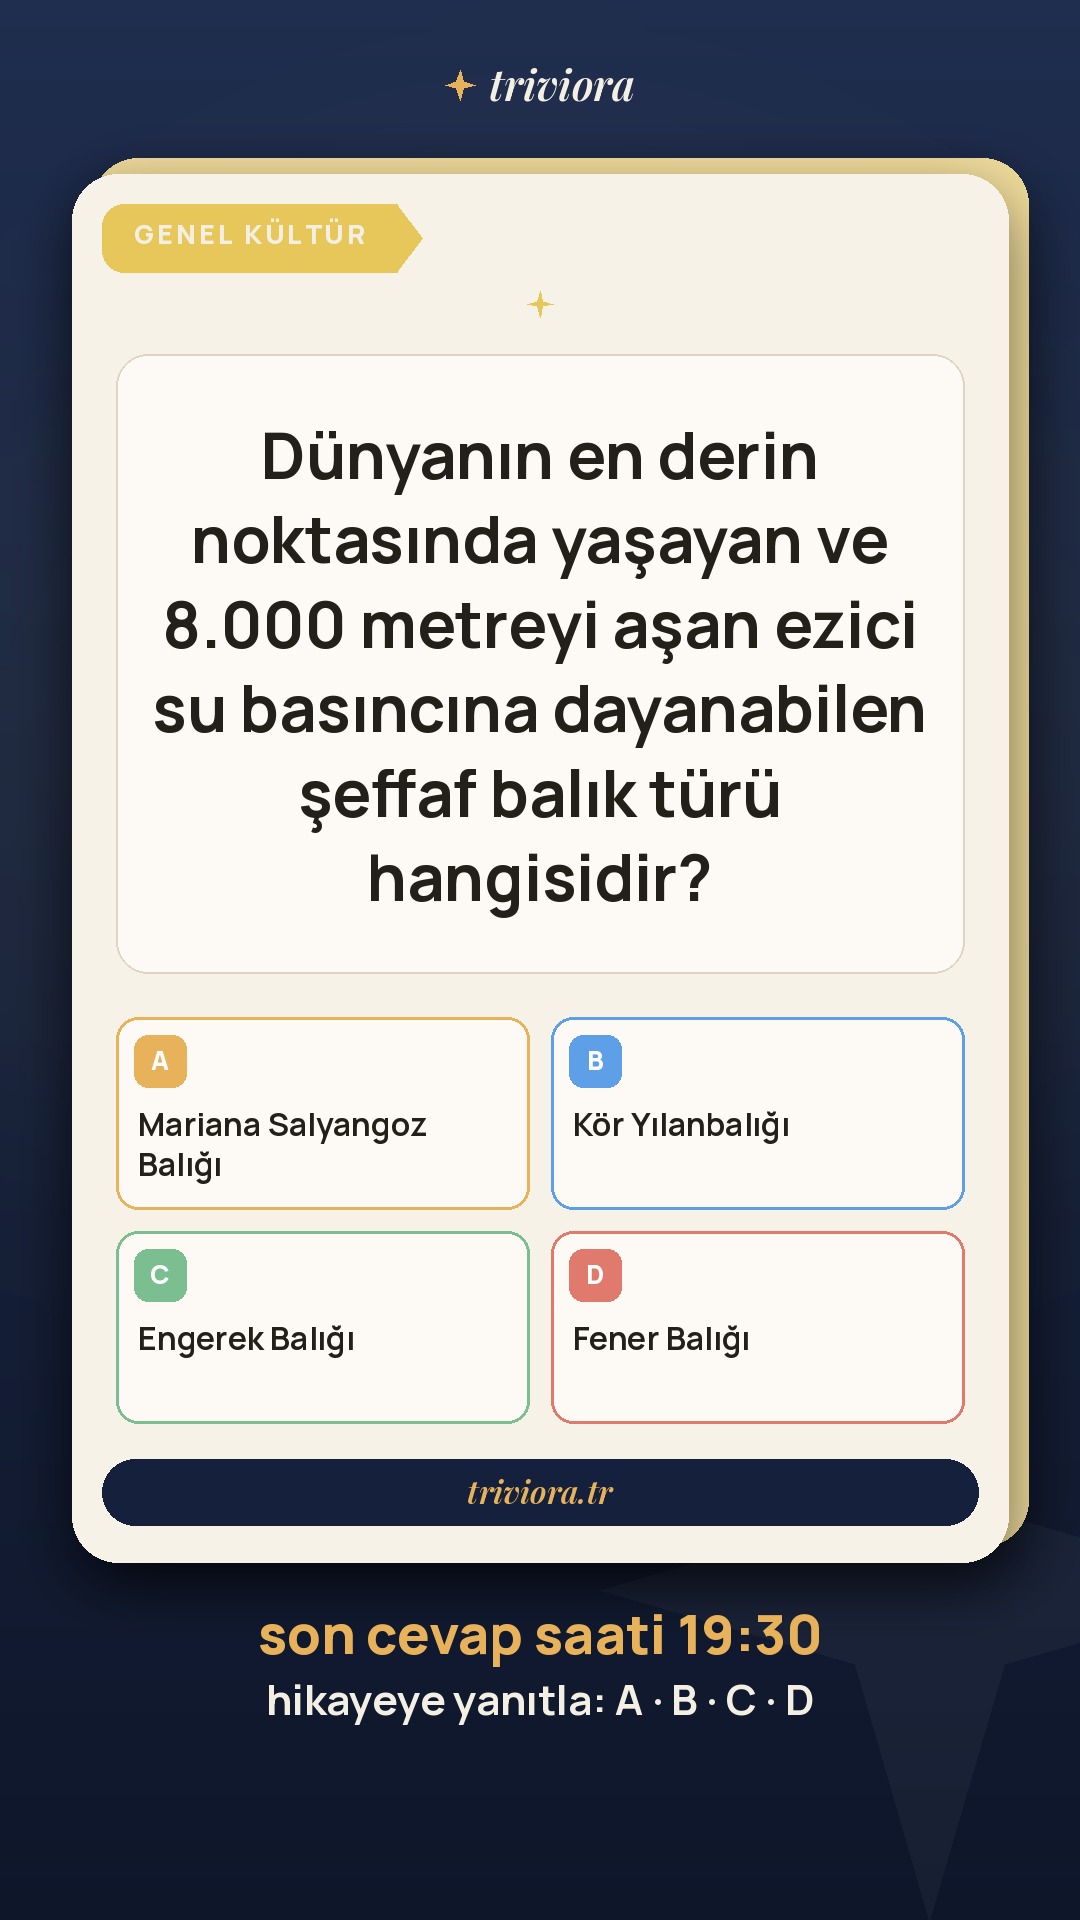 triviora
GENEL KÜLTÜR
Dünyanın en derin
noktasında yaşayan ve
8.000 metreyi aşan ezici
su basıncına dayanabilen
şeffaf balık türü
hangisidir?
A
Mariana Salyangoz
Balığı
B
Kör Yılanbalığı
C
Engerek Balığı
D
Fener Balığı
triviora.tr
son cevap saati 19:30
hikayeye yanıtla: A · B · C · D